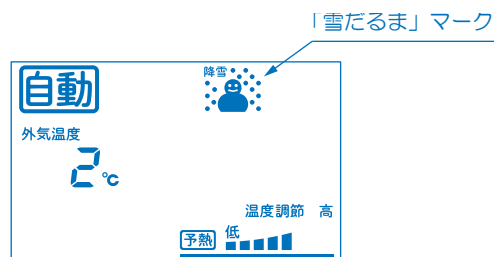 「雪だるま」マーク
降雪
自動
外気温度
2℃
温度調節 高
予熱 低